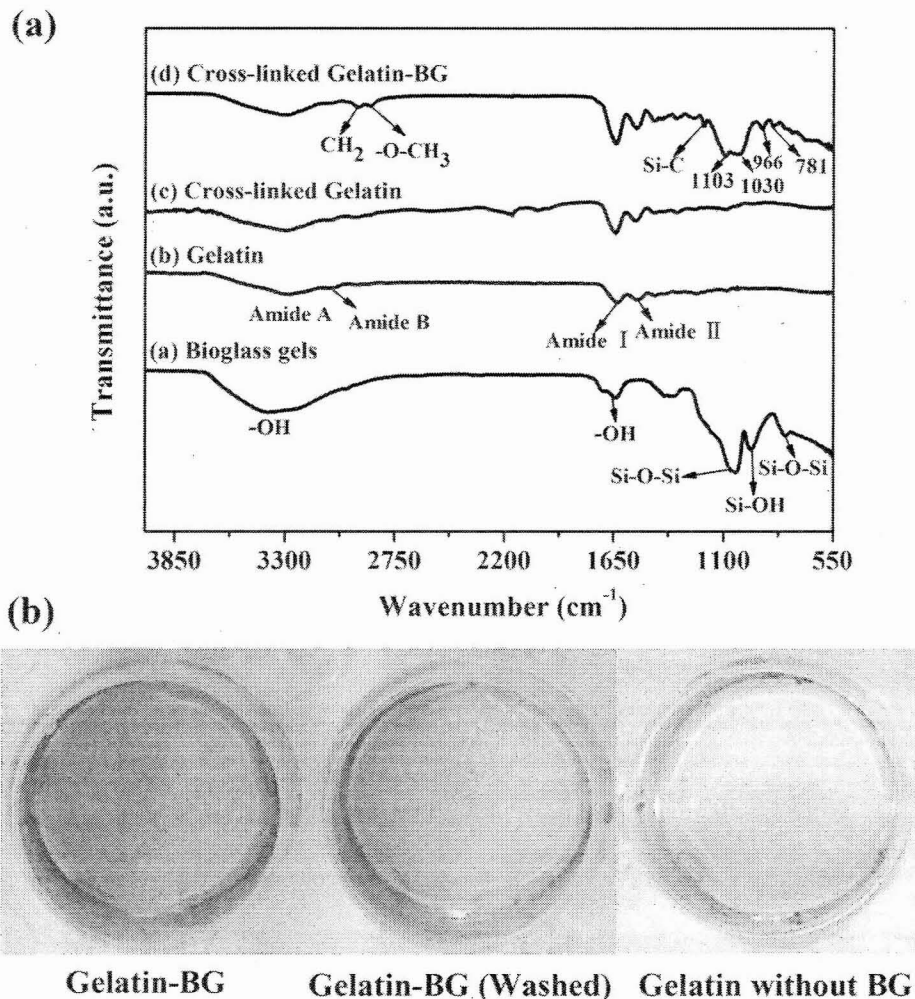 (a)
(d) Cross-linked Gelatin-BG
CH2 -O-CH3
Si-C
1103
1030
966
781
(c) Cross-linked Gelatin
(b) Gelatin
Amide A
Amide B
Amide I
Amide II
(a) Bioglass gels
-OH
-OH
Si-O-Si
Si-OH
Si-O-Si
Transmittance (a.u.)
3850 3300 2750 2200 1650 1100 550
Wavenumber (cm⁻¹)
(b)
Gelatin-BG Gelatin-BG (Washed) Gelatin without BG